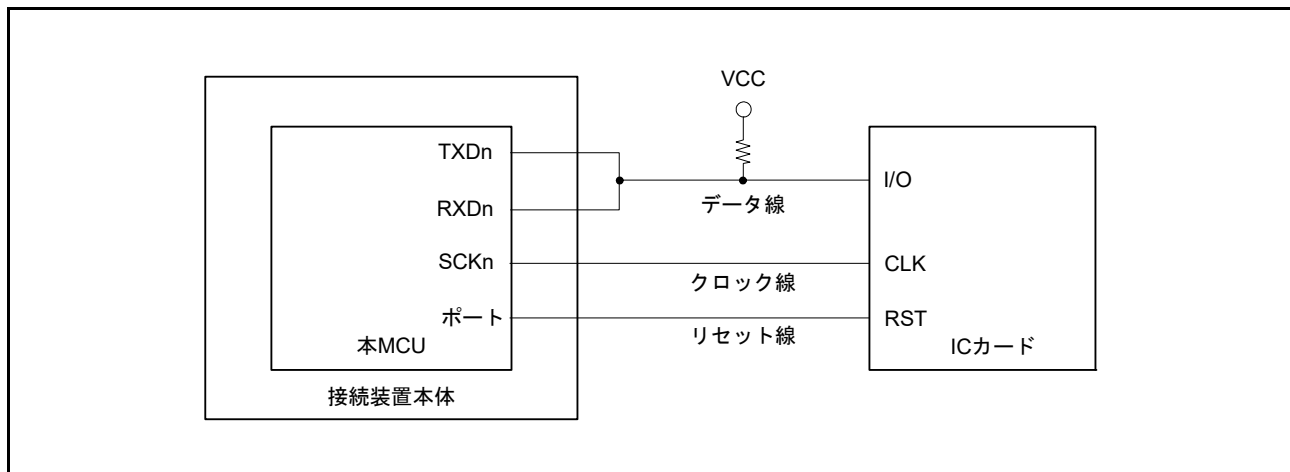 VCC
TXDn
RXDn
SCKn
ポート
本MCU
接続装置本体
データ線
クロック線
リセット線
I/O
CLK
RST
ICカード